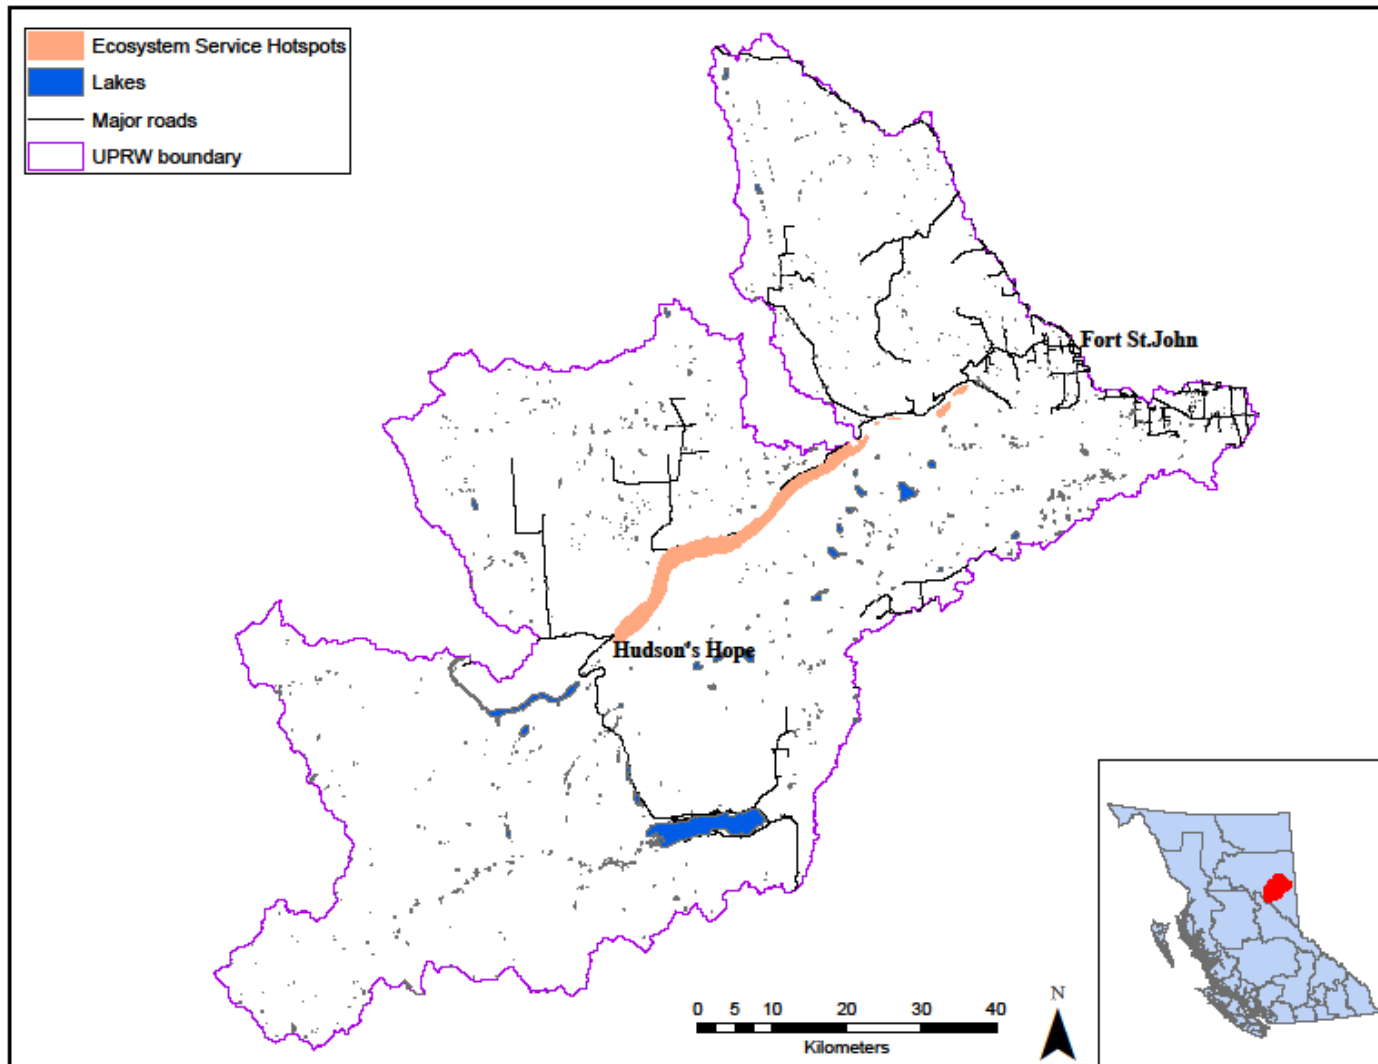 Ecosystem Service Hotspots
Lakes
Major roads
UPRW boundary
Fort St.John
Hudson's Hope
0 5 10 20 30 40
Kilometers
N